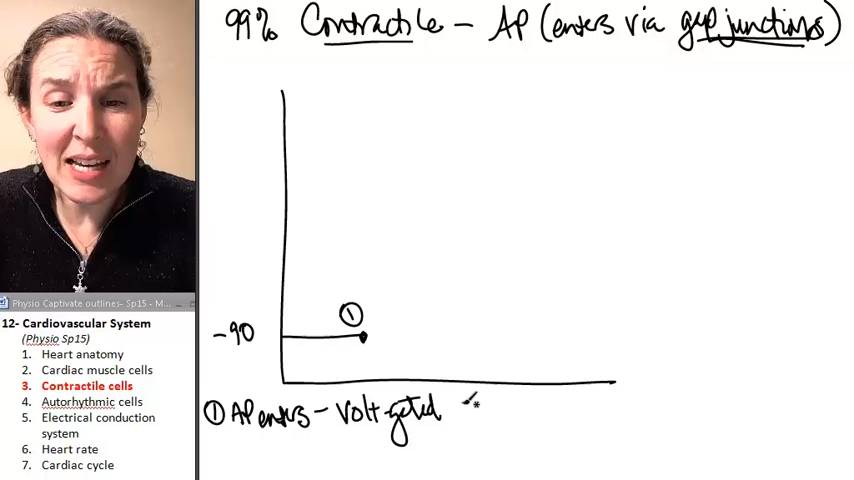 99% Contractile - AP (enters via gap junctions)
-90
①
① AP enters - Volt-gated
Physio Captivate outlines- Sp15 - M...
12- Cardiovascular System
(Physio Sp15)
1. Heart anatomy
2. Cardiac muscle cells
3. Contractile cells
4. Autorhythmic cells
5. Electrical conduction
system
6. Heart rate
7. Cardiac cycle